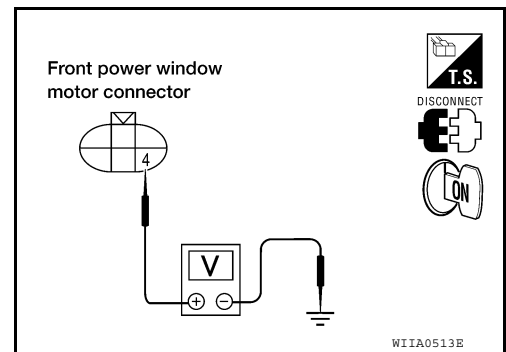 Front power window
motor connector
T.S.
DISCONNECT
4
ON
V
+ −
WIIA0513E